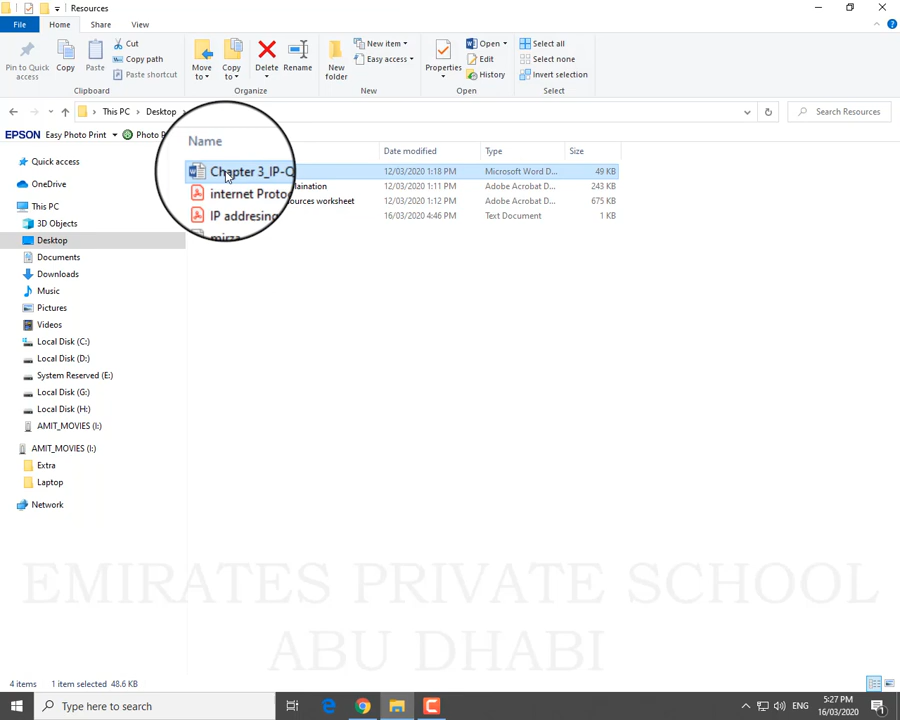 Resources
File Home Share View
Pin to Quick access
Copy
Paste
Cut
Copy path
Paste shortcut
Clipboard
Move to
Copy to
Delete
Rename
Organize
New folder
New item
Easy access
New
Properties
Open
Edit
History
Open
Select all
Select none
Invert selection
Select
This PC Desktop
Search Resources
EPSON Easy Photo Print Photo
Name Date modified Type Size
Chapter 3_IP-Q 12/03/2020 1:18 PM Microsoft Word D... 49 KB
internet Proto 12/03/2020 1:11 PM Adobe Acrobat D... 243 KB
IP addresing ources worksheet 12/03/2020 1:12 PM Adobe Acrobat D... 675 KB
mirza 16/03/2020 4:46 PM Text Document 1 KB
Quick access
OneDrive
This PC
3D Objects
Desktop
Documents
Downloads
Music
Pictures
Videos
Local Disk (C:)
Local Disk (D:)
System Reserved (E:)
Local Disk (G:)
Local Disk (H:)
AMIT_MOVIES (I:)
AMIT_MOVIES (I:)
Extra
Laptop
Network
EMIRATES PRIVATE SCHOOL
ABU DHABI
4 items 1 item selected 48.6 KB
Type here to search
ENG
5:27 PM
16/03/2020